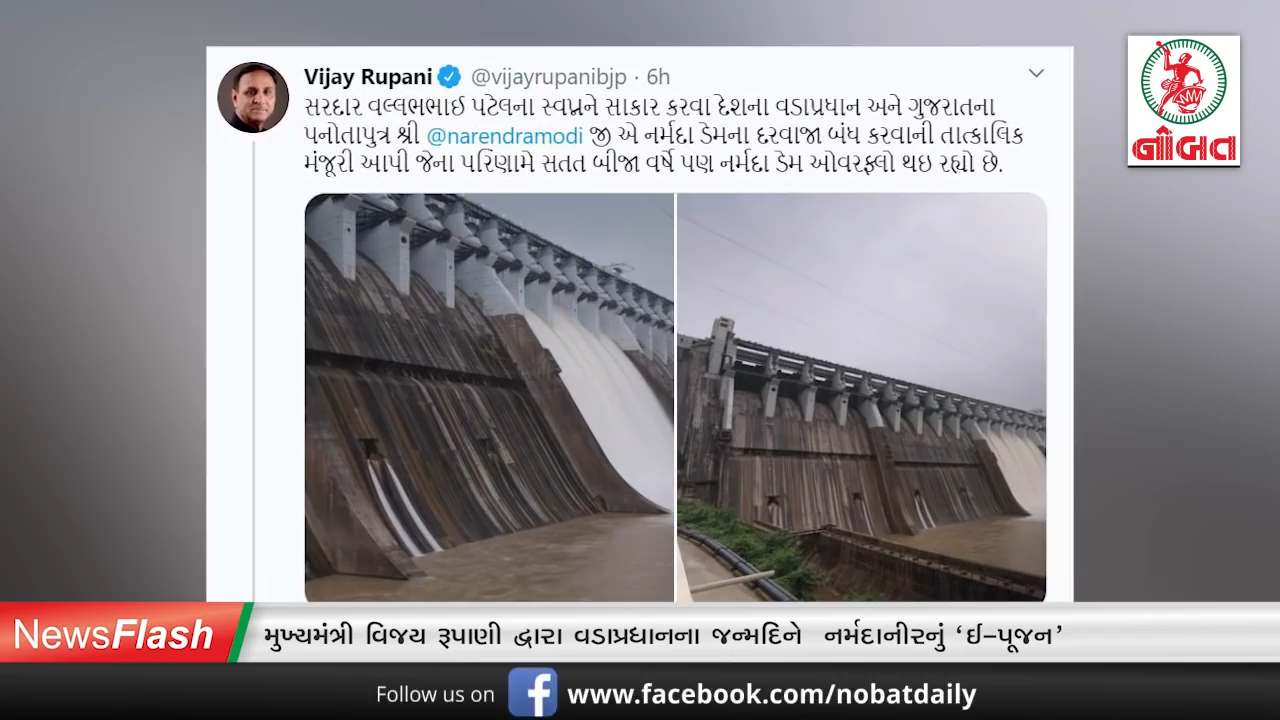 Vijay Rupani @vijayrupanibjp · 6h
સરદાર વલ્લભભાઈ પટેલના સ્વપ્નને સાકાર કરવા દેશના વડાપ્રધાન અને ગુજરાતના
પનોતાપુત્ર શ્રી @narendramodi જી એ નર્મદા ડેમના દરવાજા બંધ કરવાની તાત્કાલિક
મંજૂરી આપી જેના પરિણામે સતત બીજા વર્ષે પણ નર્મદા ડેમ ઓવરફ્લો થઇ રહ્યો છે.
નોબત
NewsFlash મુખ્યમંત્રી વિજય રૂપાણી દ્વારા વડાપ્રધાનના જન્મદિને નર્મદાનીરનું ‘ઈ-પૂજન’
Follow us on f www.facebook.com/nobatdaily